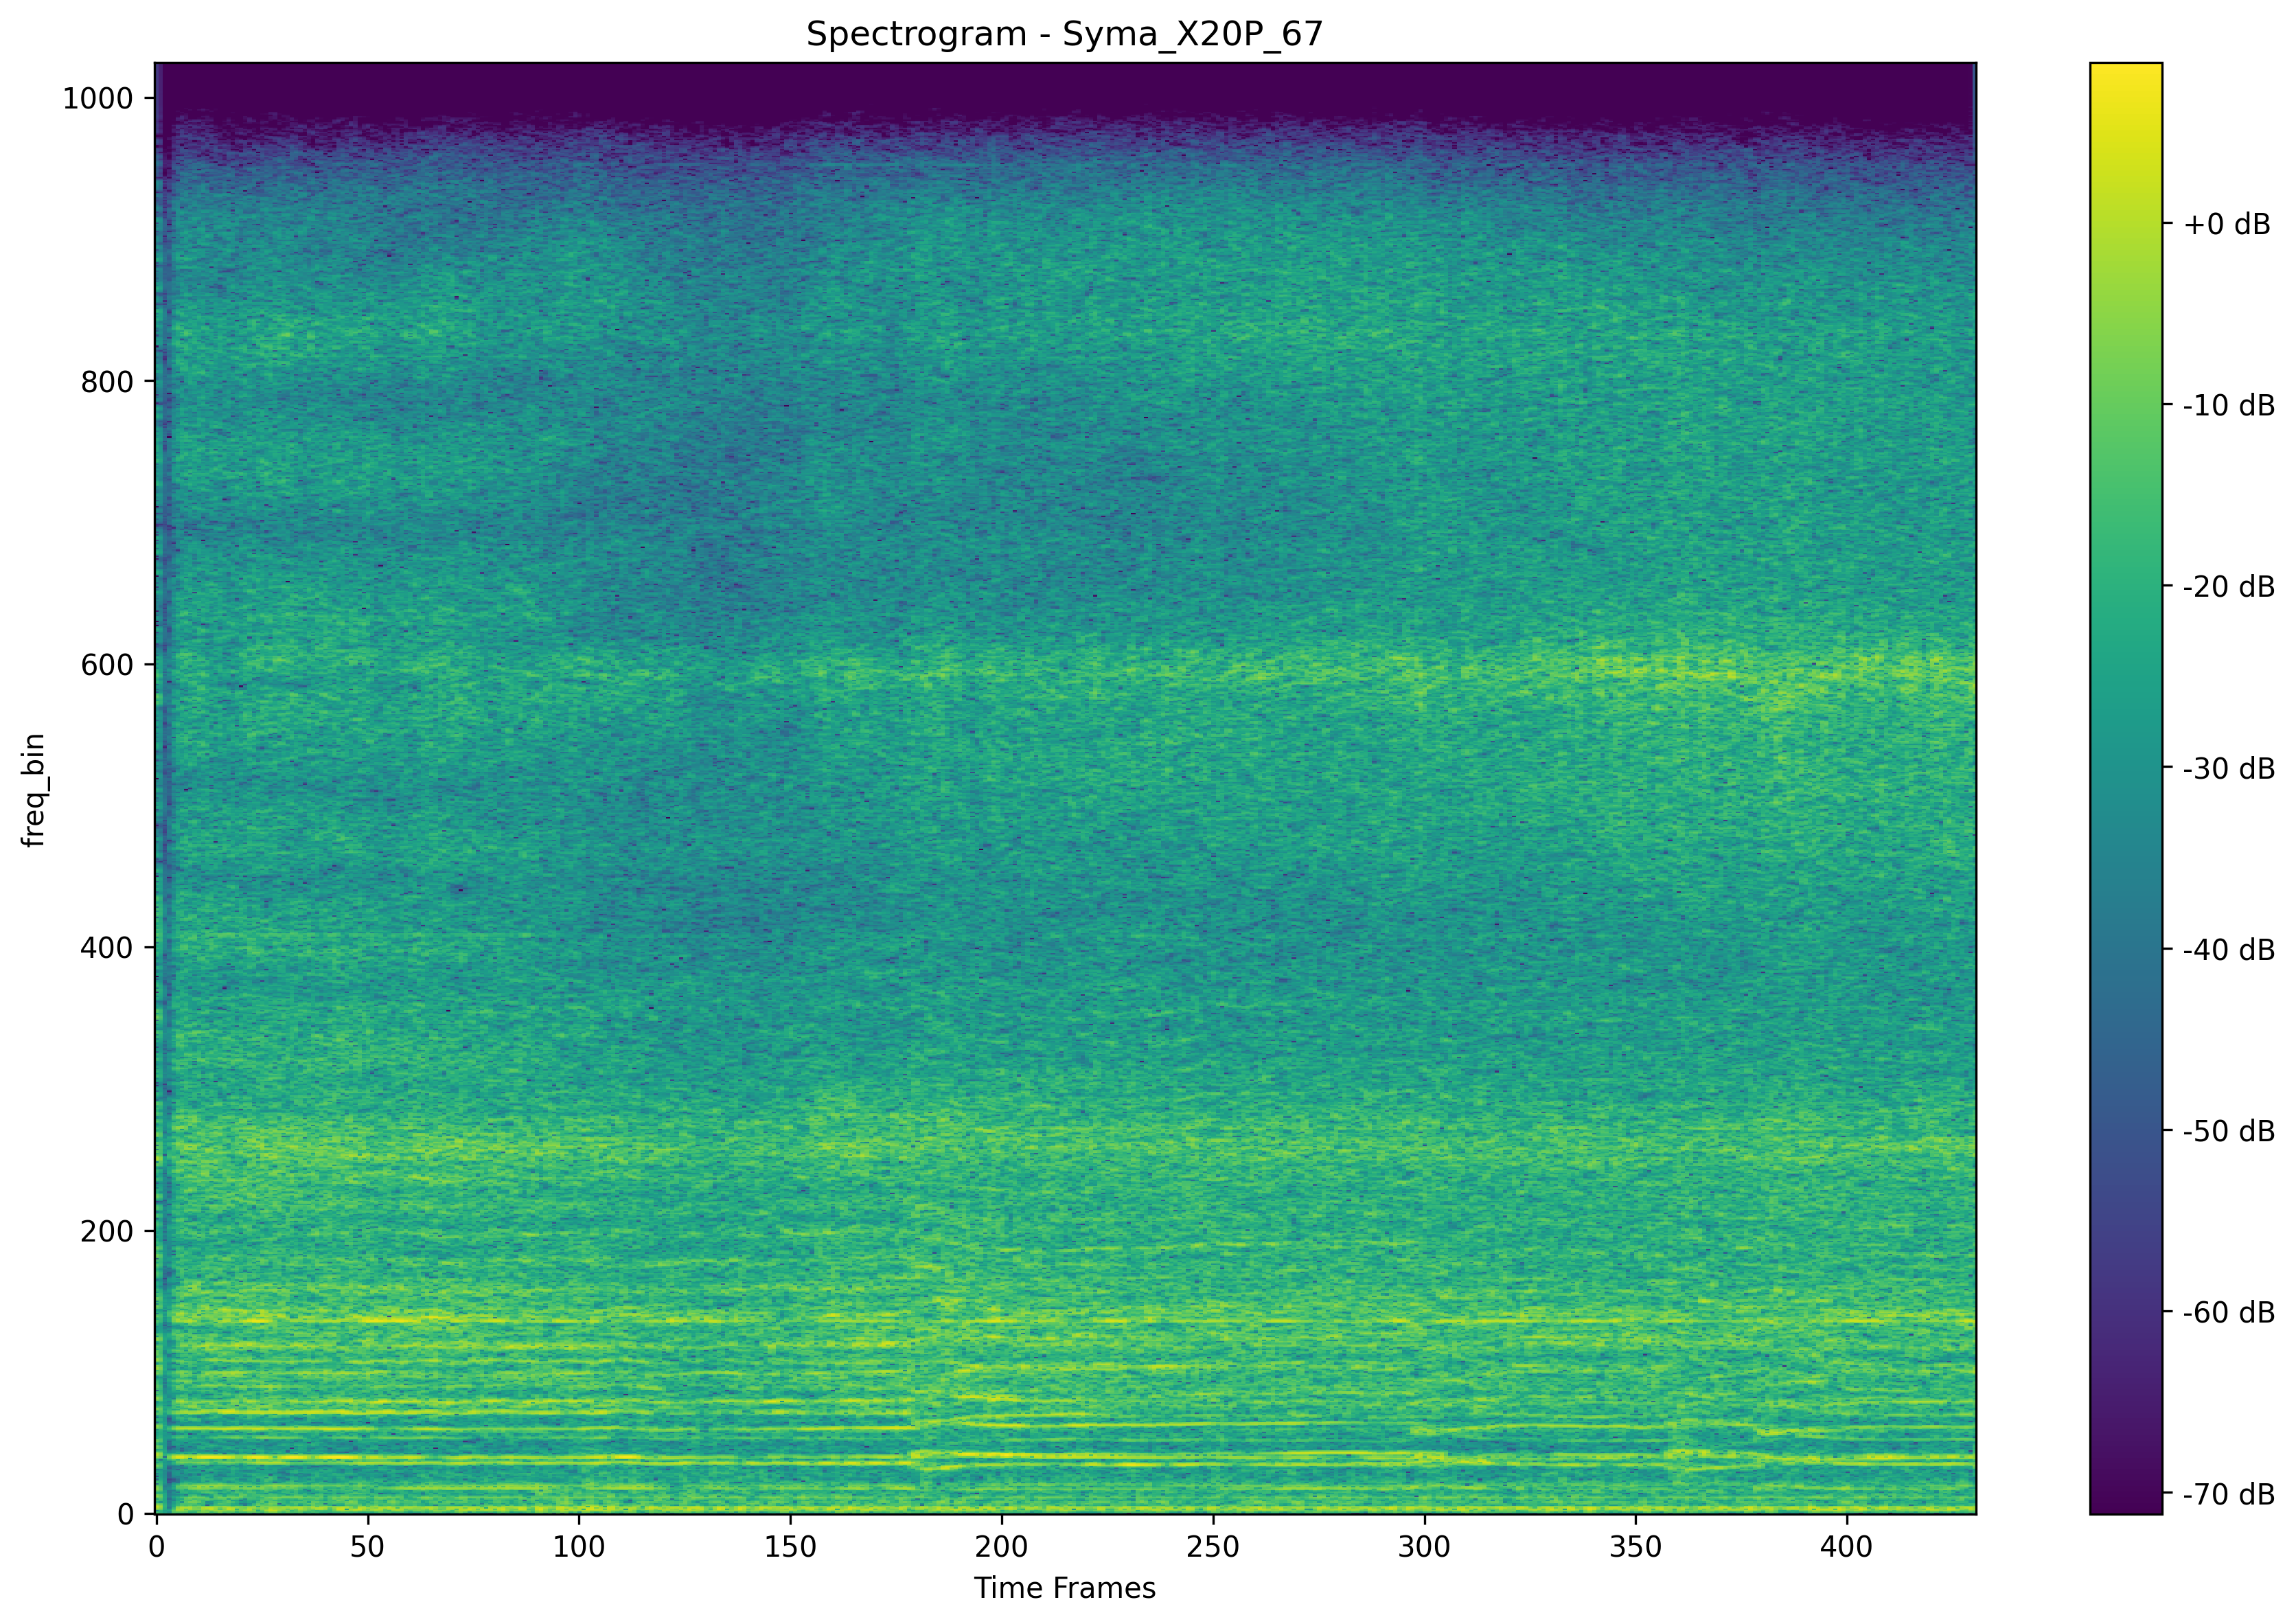 Spectrogram - Syma_X20P_67
freq_bin
1000
800
600
400
200
0
0 50 100 150 200 250 300 350 400
Time Frames
+0 dB
-10 dB
-20 dB
-30 dB
-40 dB
-50 dB
-60 dB
-70 dB